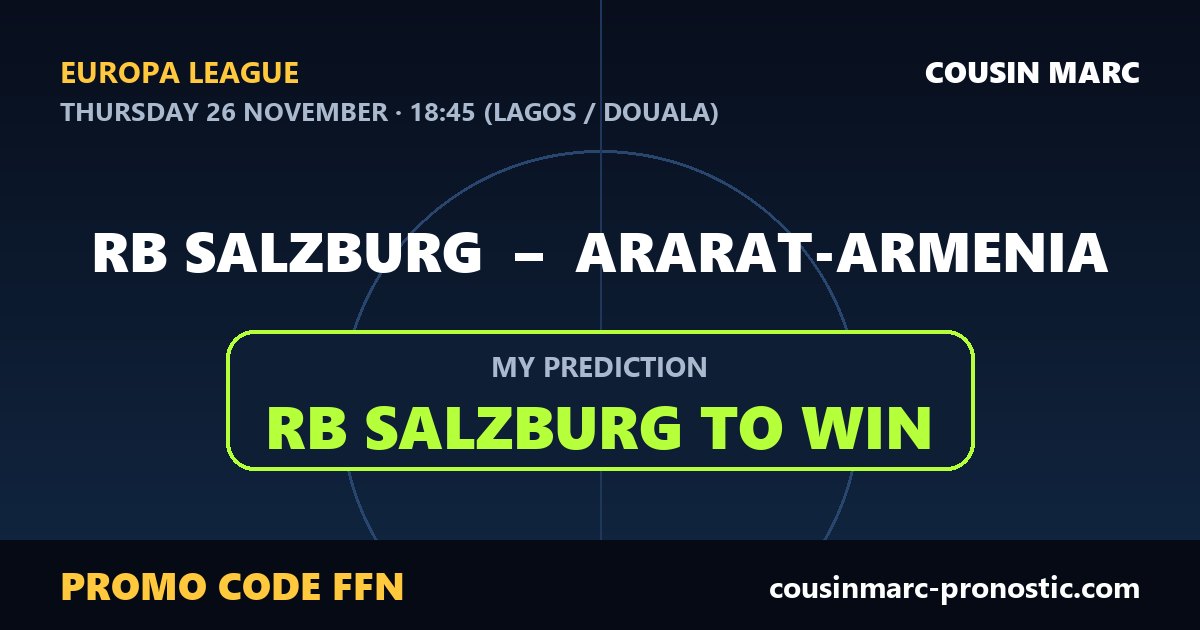 EUROPA LEAGUE
COUSIN MARC
THURSDAY 26 NOVEMBER · 18:45 (LAGOS / DOUALA)
RB SALZBURG – ARARAT-ARMENIA
MY PREDICTION
RB SALZBURG TO WIN
PROMO CODE FFN
cousinmarc-pronostic.com